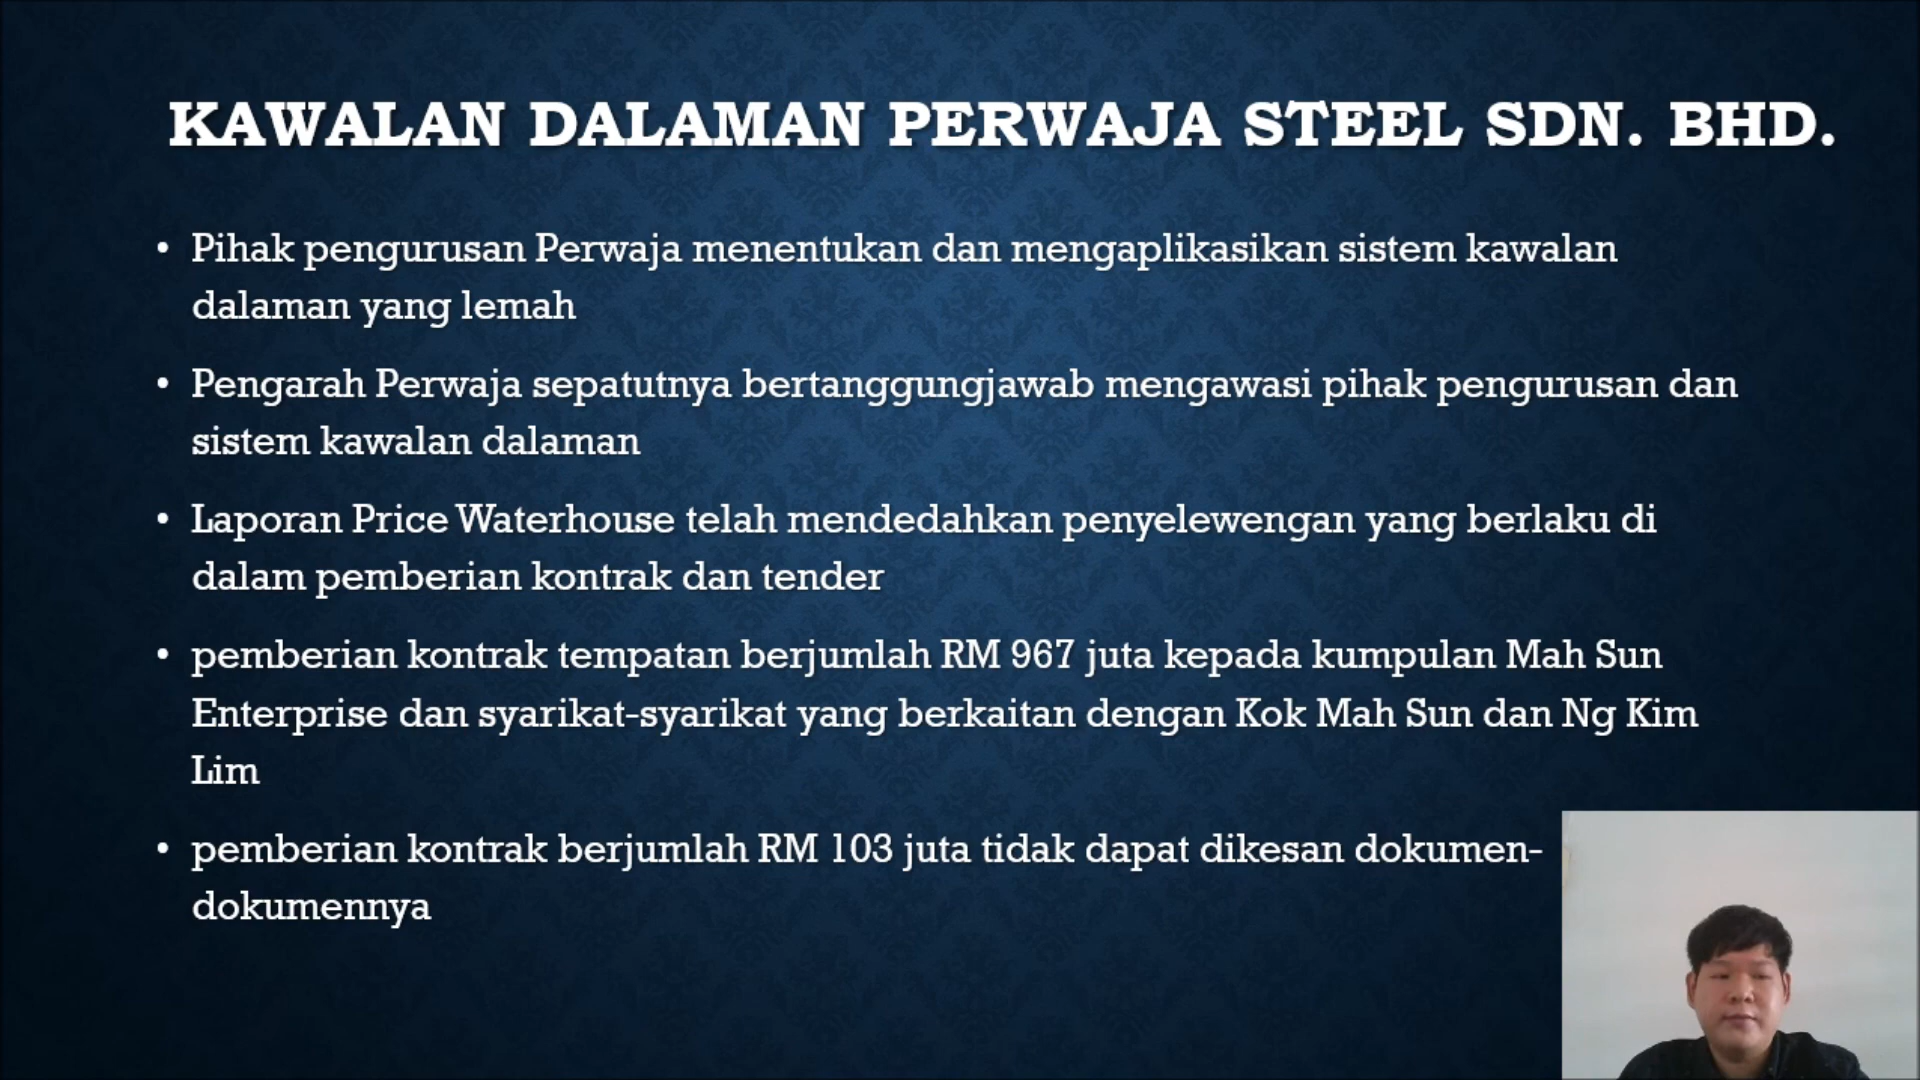 KAWALAN DALAMAN PERWAJA STEEL SDN. BHD.
• Pihak pengurusan Perwaja menentukan dan mengaplikasikan sistem kawalan
dalaman yang lemah
• Pengarah Perwaja sepatutnya bertanggungjawab mengawasi pihak pengurusan dan
sistem kawalan dalaman
• Laporan Price Waterhouse telah mendedahkan penyelewengan yang berlaku di
dalam pemberian kontrak dan tender
• pemberian kontrak tempatan berjumlah RM 967 juta kepada kumpulan Mah Sun
Enterprise dan syarikat-syarikat yang berkaitan dengan Kok Mah Sun dan Ng Kim
Lim
• pemberian kontrak berjumlah RM 103 juta tidak dapat dikesan dokumen-
dokumennya